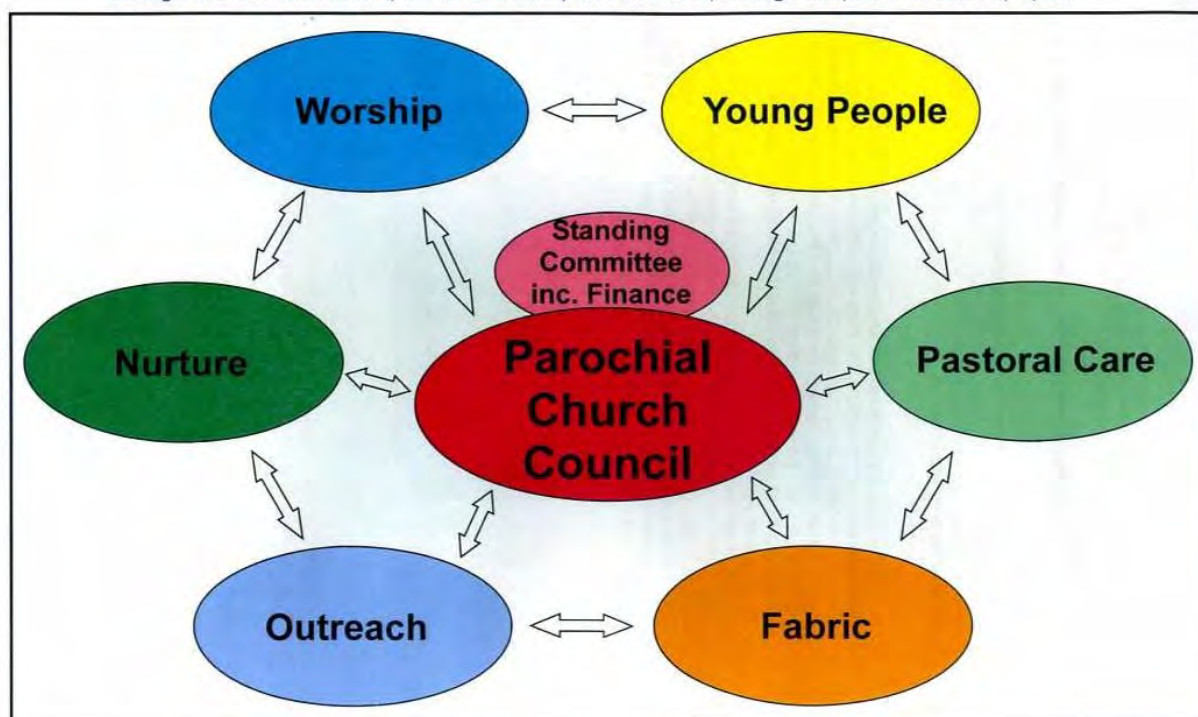 Worship
Young People
Standing
Committee
inc. Finance
Nurture
Parochial
Church
Council
Pastoral Care
Outreach
Fabric